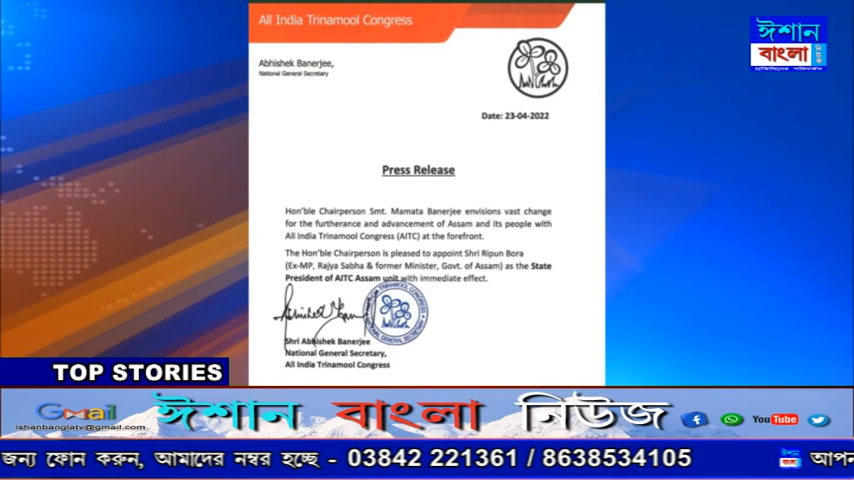 All India Trinamool Congress
ঈশান
বাংলা
Abhishek Banerjee,
National General Secretary
Date: 23-04-2022
Press Release
Hon'ble Chairperson Smt. Mamata Banerjee envisions vast change
for the furtherance and advancement of Assam and its people with
All India Trinamool Congress (AITC) at the forefront.
The Hon'ble Chairperson is pleased to appoint Shri Ripun Bora
(Ex-MP, Rajya Sabha & former Minister, Govt. of Assam) as the State
President of AITC Assam unit with immediate effect.
Shri Abhishek Banerjee
National General Secretary,
All India Trinamool Congress
TOP STORIES
Gmail
ishanbanglatv@gmail.com
ঈশান বাংলা নিউজ
YouTube
জন্য ফোন করুন, আমাদের নম্বর হচ্ছে - 03842 221361 / 8638534105
আপন